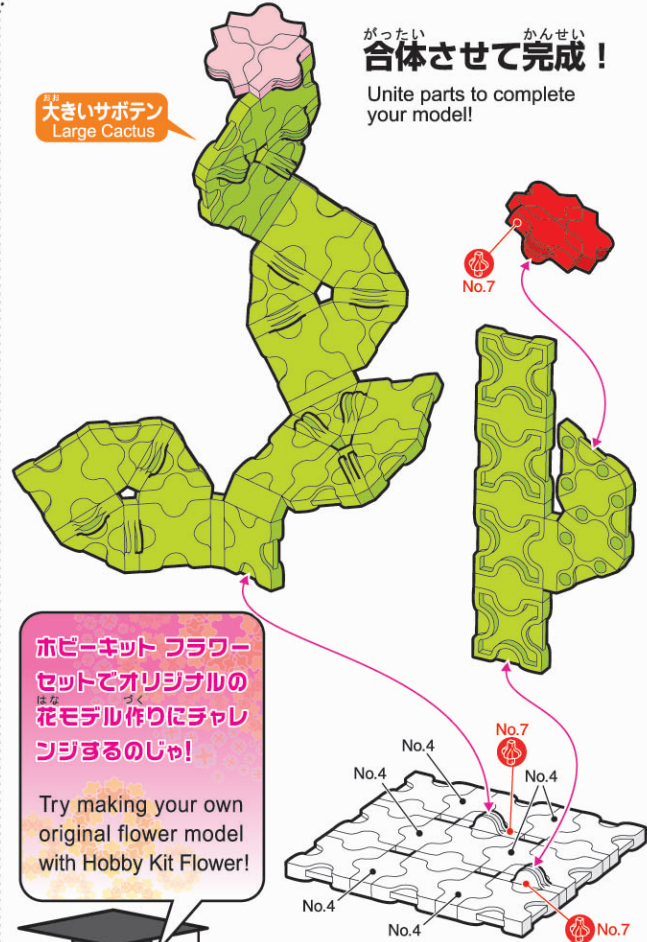 がったい かんせい
合体させて完成！
Unite parts to complete
your model!
おお
大きいサボテン
Large Cactus
No.7
ホビーキット フラワー
セットでオリジナルの
はな づく
花モデル作りにチャレ
ンジするのじゃ!
Try making your own
original flower model
with Hobby Kit Flower!
No.7
No.4
No.4
No.4
No.4
No.4
No.7